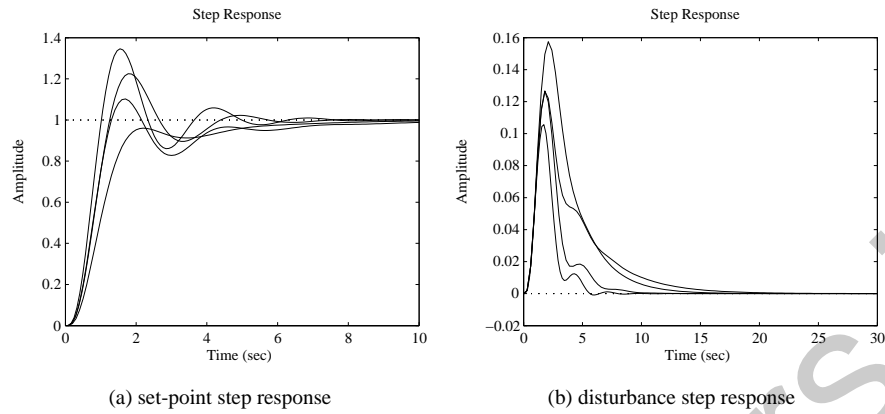 Step Response
1.4
1.2
1
0.8
0.6
0.4
0.2
0
Amplitude
0 2 4 6 8 10
Time (sec)
(a) set-point step response
Step Response
0.16
0.14
0.12
0.1
0.08
0.06
0.04
0.02
0
−0.02
Amplitude
0 5 10 15 20 25 30
Time (sec)
(b) disturbance step response